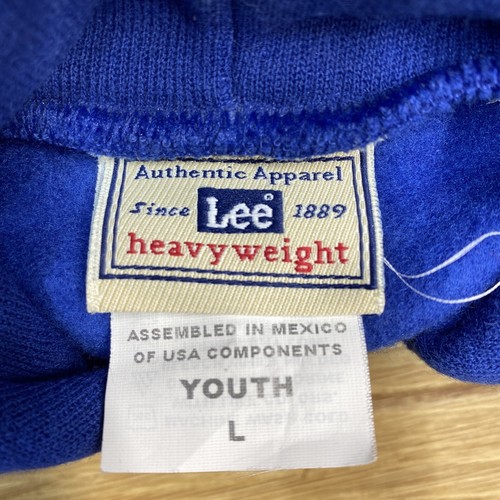 Authentic Apparel
Since Lee® 1889
heavyweight
ASSEMBLED IN MEXICO
OF USA COMPONENTS
YOUTH
L